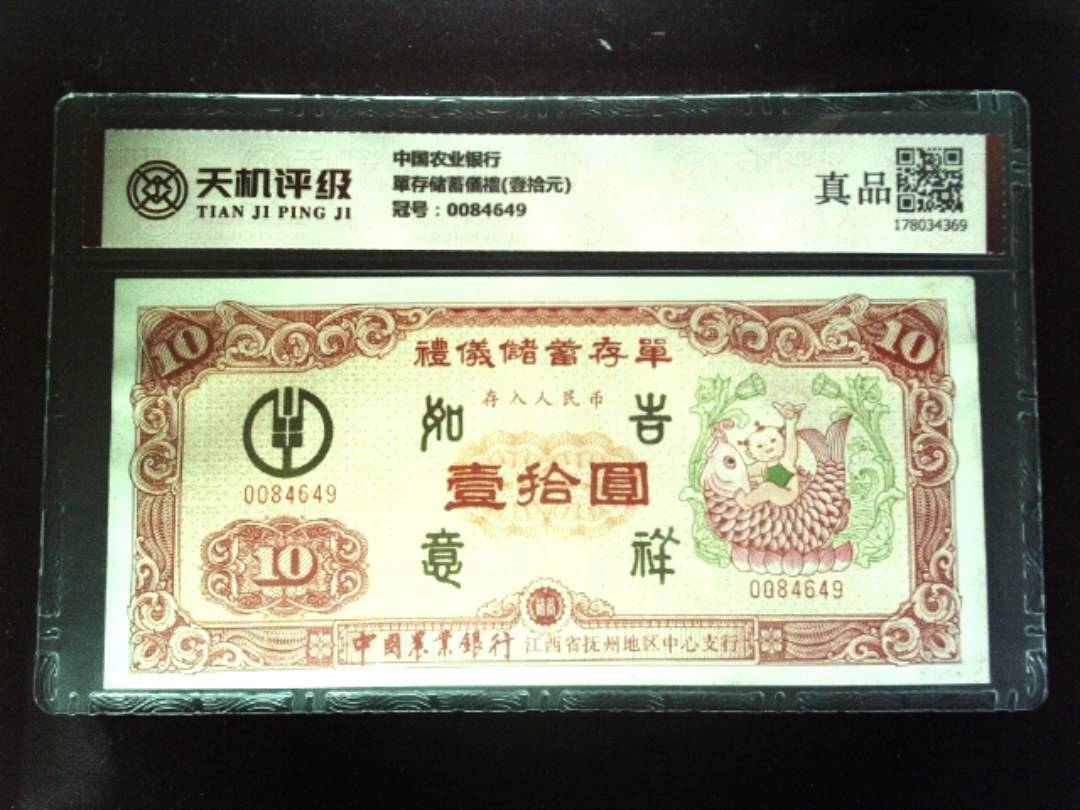 天机评级
TIAN JI PING JI
中国农业银行
單存储蓄儀禮(壹拾元)
冠号：0084649
真品
178034369
10
10
禮儀儲蓄存單
存入人民币
如
吉
壹拾圓
0084649
意
祥
10
0084649
中國農業銀行 江西省抚州地区中心支行